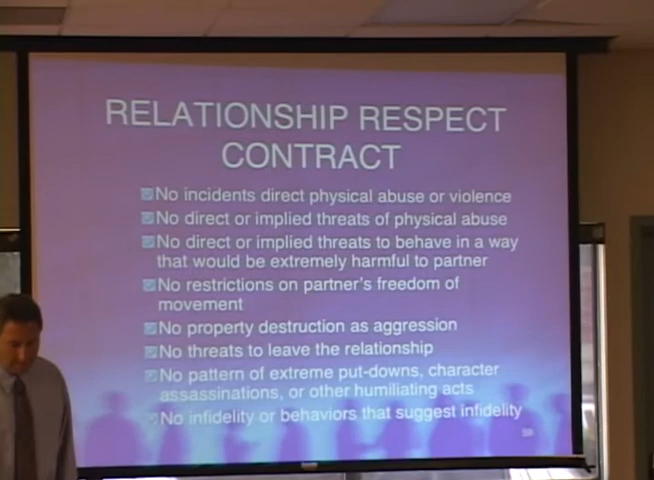 RELATIONSHIP RESPECT
CONTRACT
No incidents direct physical abuse or violence
No direct or implied threats of physical abuse
No direct or implied threats to behave in a way
that would be extremely harmful to partner
No restrictions on partner's freedom of
movement
No property destruction as aggression
No threats to leave the relationship
No pattern of extreme put-downs, character
assassinations, or other humiliating acts
No infidelity or behaviors that suggest infidelity